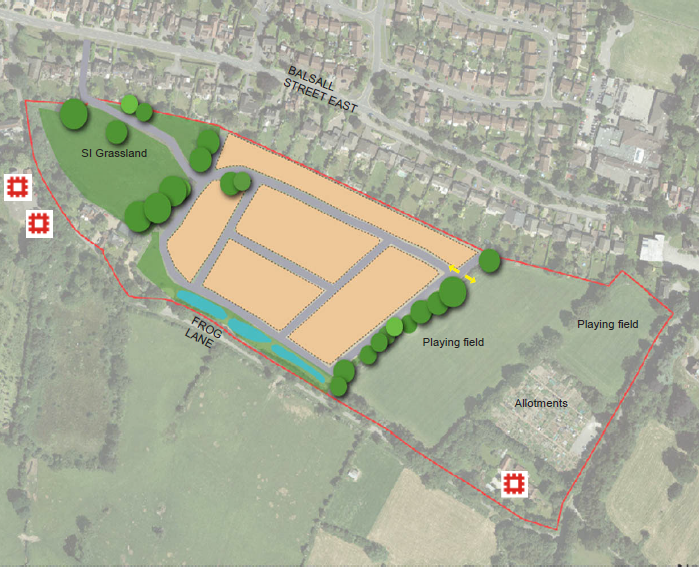 BALSALL
STREET EAST
SI Grassland
Playing field
FROG
LANE
Playing field
Allotments